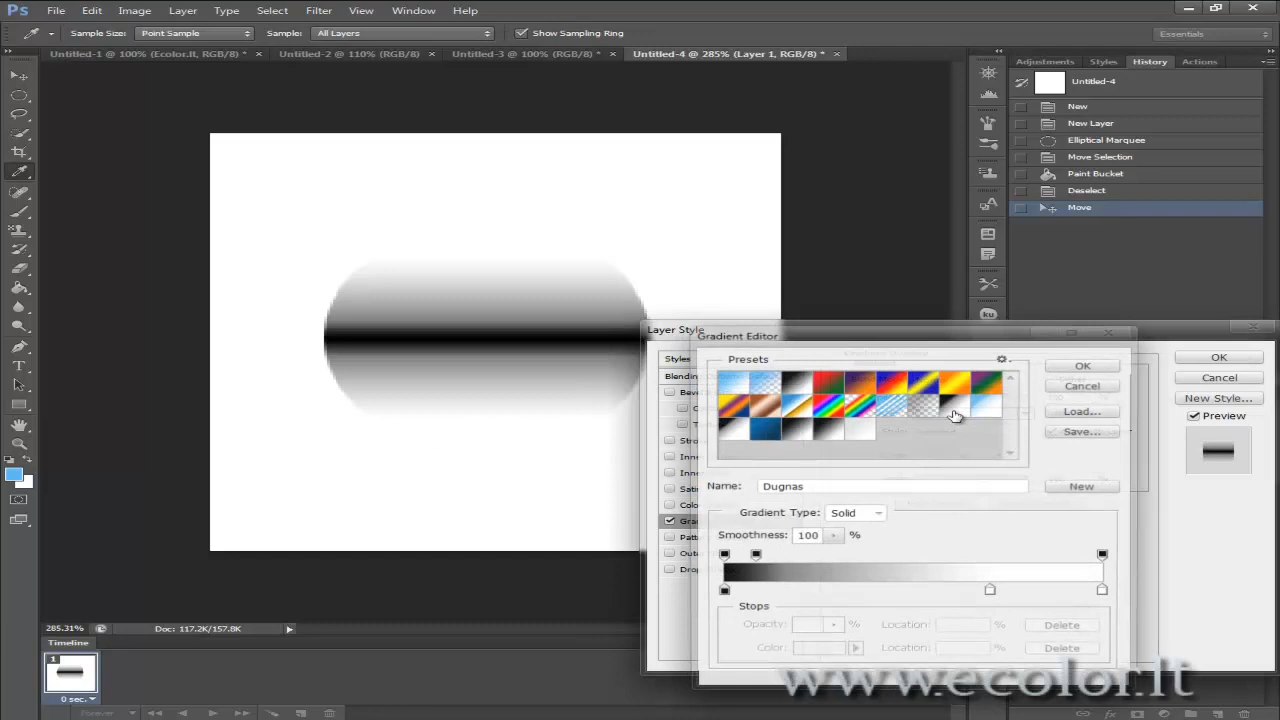 Ps File Edit Image Layer Type Select Filter View Window Help
Sample Size: Point Sample Sample: All Layers Show Sampling Ring Essentials
Untitled-1 @ 100% (Ecolor.lt, RGB/8) * × Untitled-2 @ 110% (RGB/8) × Untitled-3 @ 100% (RGB/8) * × Untitled-4 @ 285% (Layer 1, RGB/8) * ×
Adjustments Styles History Actions
Untitled-4
New
New Layer
Elliptical Marquee
Move Selection
Paint Bucket
Deselect
Move
ku
Layer Style
Gradient Editor
Styles
Presets
OK
OK
Blending
Cancel
Cancel
New Style...
Load...
Preview
Save...
Name: Dugnas
New
Gradient Type: Solid
Smoothness: 100 %
Stops
Opacity: % Location: % Delete
Color: Location: % Delete
285.31% Doc: 117.2K/157.8K
Timeline
1
0 sec.
Forever
www.ecolor.lt